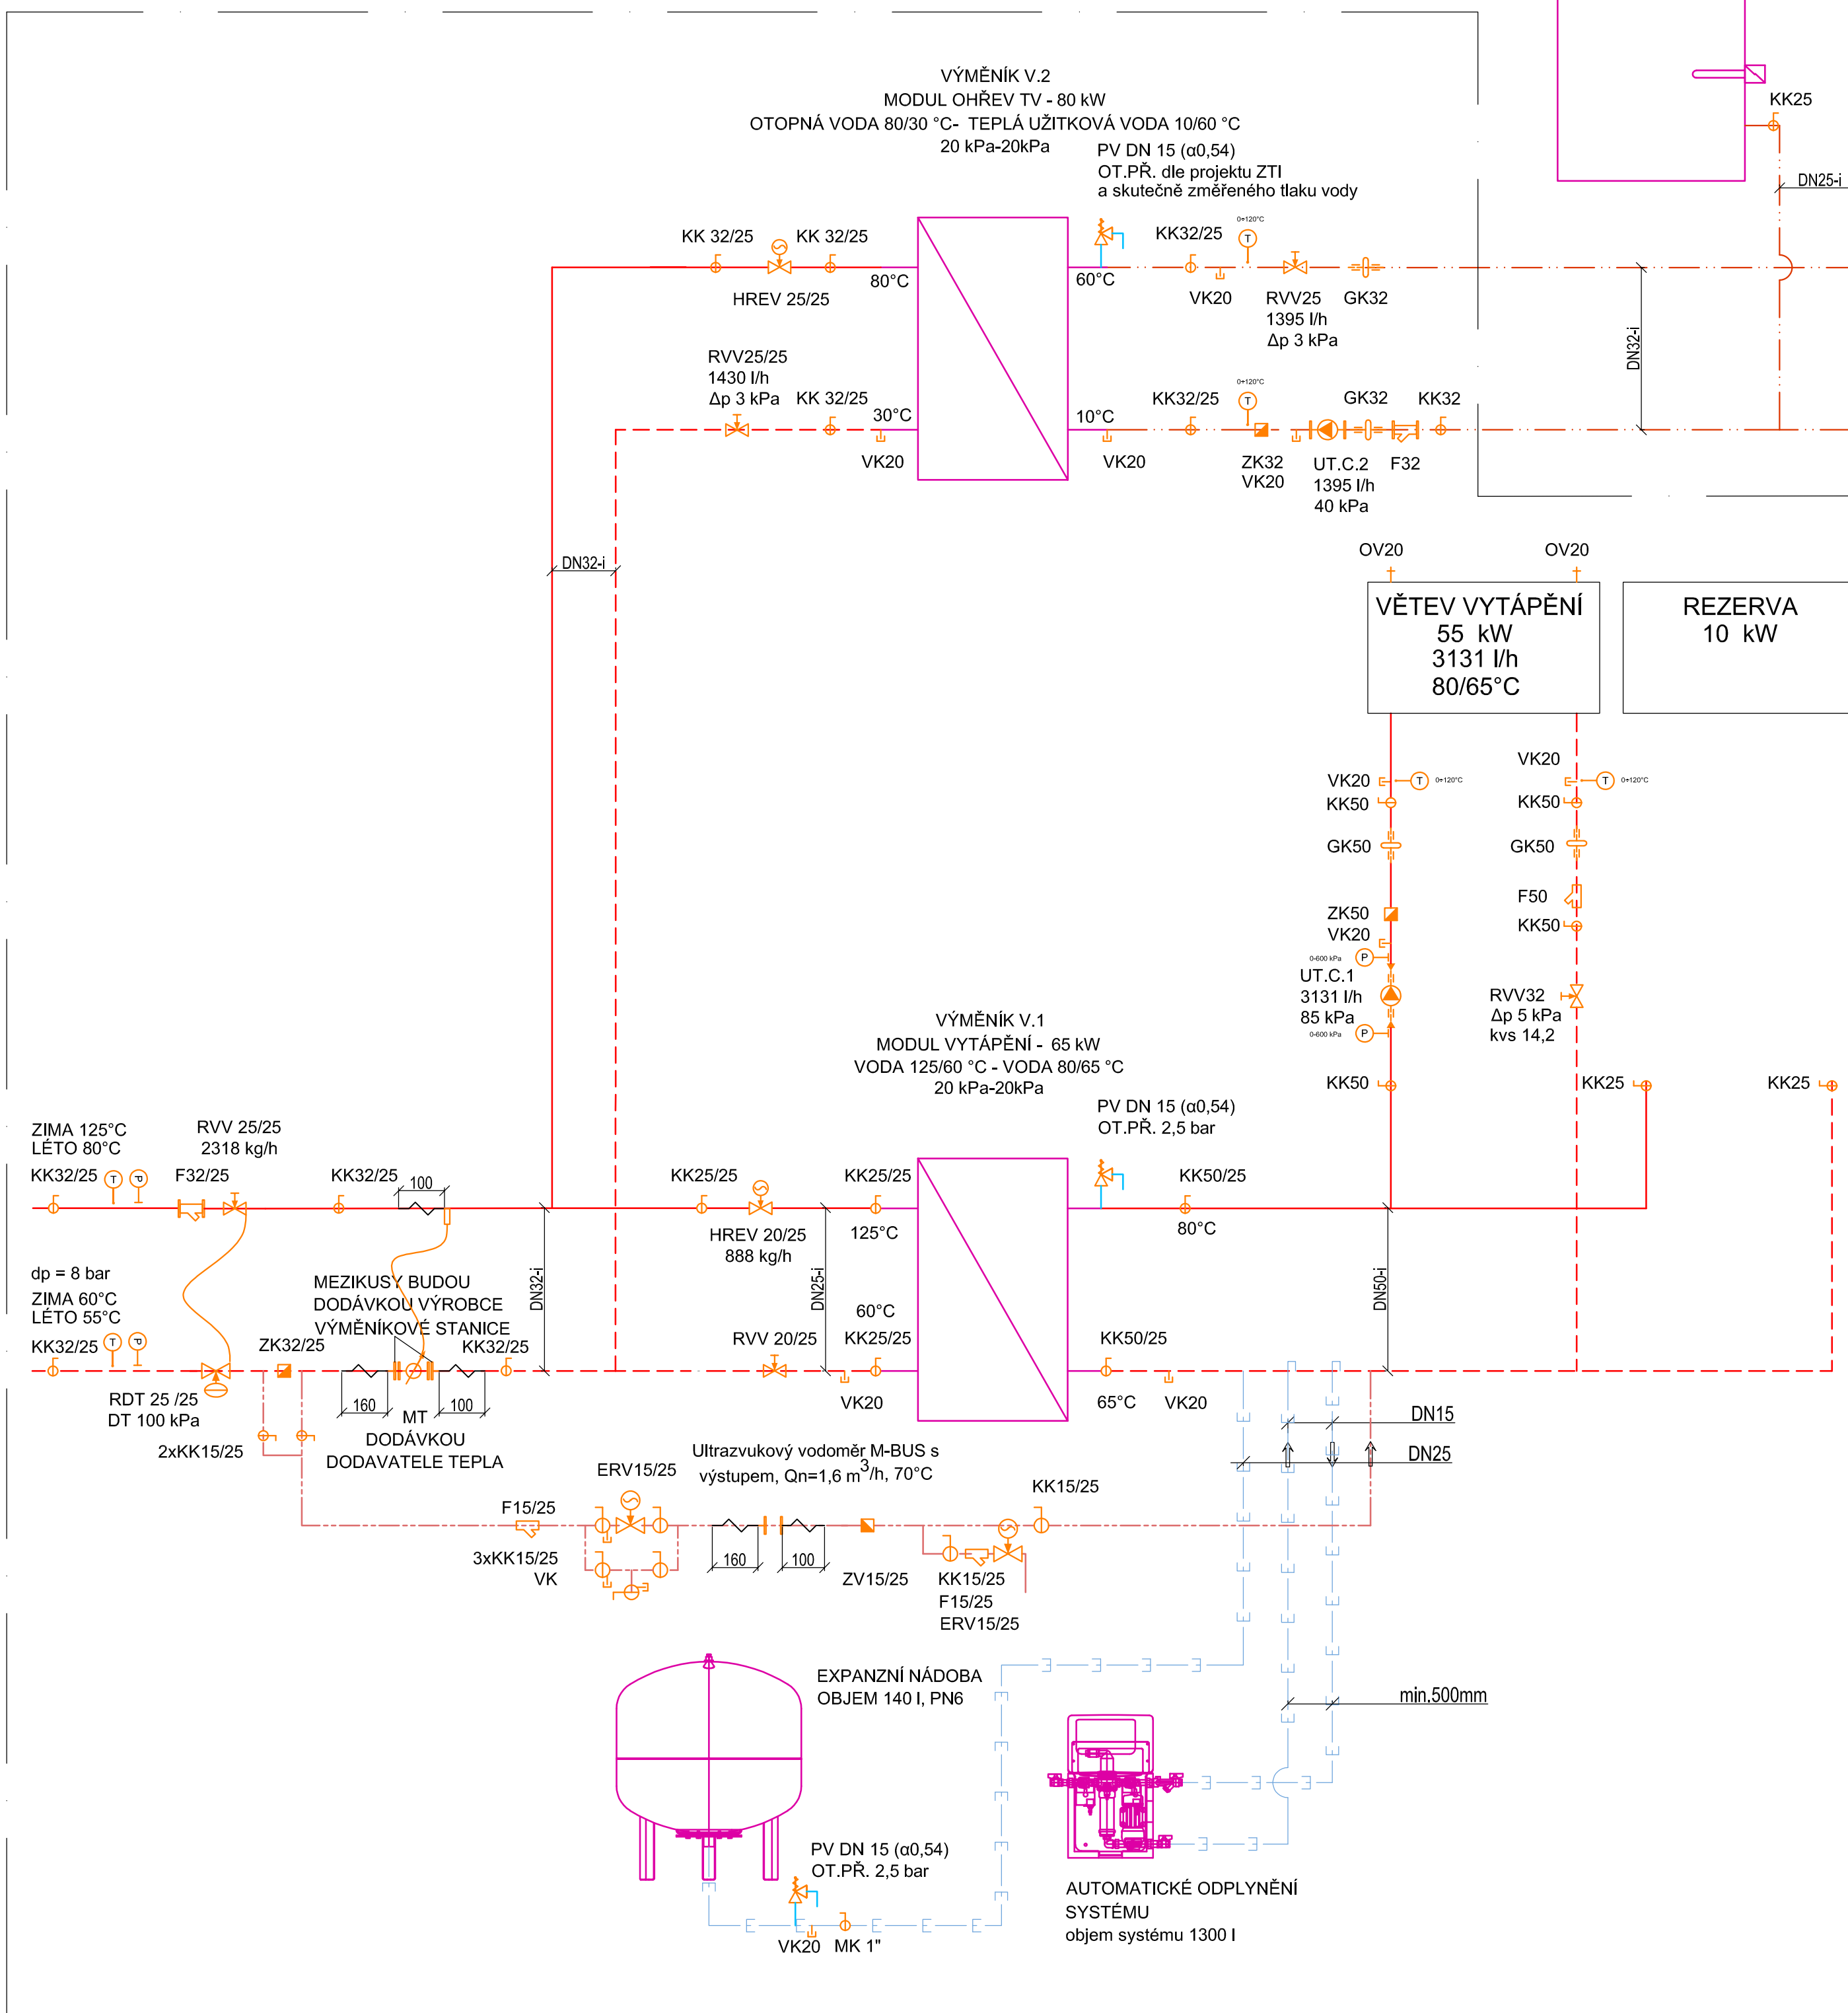 VÝMĚNÍK V.2
MODUL OHŘEV TV - 80 kW
OTOPNÁ VODA 80/30 °C- TEPLÁ UŽITKOVÁ VODA 10/60 °C
20 kPa-20kPa
PV DN 15 (α0,54)
OT.PŘ. dle projektu ZTI
a skutečně změřeného tlaku vody
KK25
DN25-i
KK 32/25
KK 32/25
HREV 25/25
80°C
60°C
KK32/25
0÷120°C
T
VK20
RVV25
1395 l/h
Δp 3 kPa
GK32
DN32-i
RVV25/25
1430 l/h
Δp 3 kPa
KK 32/25
30°C
VK20
10°C
VK20
KK32/25
0÷120°C
T
ZK32
VK20
UT.C.2
1395 l/h
40 kPa
GK32
F32
KK32
DN32-i
OV20
OV20
VĚTEV VYTÁPĚNÍ
55 kW
3131 l/h
80/65°C
REZERVA
10 kW
VK20
T
0÷120°C
KK50
GK50
ZK50
VK20
0-600 kPa
P
UT.C.1
3131 l/h
85 kPa
0-600 kPa
P
KK50
VK20
T
0÷120°C
KK50
GK50
F50
KK50
RVV32
Δp 5 kPa
kvs 14,2
KK25
KK25
VÝMĚNÍK V.1
MODUL VYTÁPĚNÍ - 65 kW
VODA 125/60 °C - VODA 80/65 °C
20 kPa-20kPa
PV DN 15 (α0,54)
OT.PŘ. 2,5 bar
ZIMA 125°C
LÉTO 80°C
KK32/25
T
P
F32/25
RVV 25/25
2318 kg/h
KK32/25
100
KK25/25
HREV 20/25
888 kg/h
KK25/25
125°C
KK50/25
80°C
DN32-i
DN25-i
DN50-i
dp = 8 bar
ZIMA 60°C
LÉTO 55°C
KK32/25
T
P
RDT 25 /25
DT 100 kPa
ZK32/25
MEZIKUSY BUDOU
DODÁVKOU VÝROBCE
VÝMĚNÍKOVÉ STANICE
KK32/25
160
100
MT
DODÁVKOU
DODAVATELE TEPLA
2xKK15/25
RVV 20/25
60°C
KK25/25
VK20
KK50/25
65°C
VK20
DN15
DN25
F15/25
ERV15/25
3xKK15/25
VK
Ultrazvukový vodoměr M-BUS s
výstupem, Qn=1,6 m3/h, 70°C
160
100
ZV15/25
KK15/25
KK15/25
F15/25
ERV15/25
EXPANZNÍ NÁDOBA
OBJEM 140 l, PN6
min.500mm
PV DN 15 (α0,54)
OT.PŘ. 2,5 bar
VK20
MK 1"
AUTOMATICKÉ ODPLYNĚNÍ
SYSTÉMU
objem systému 1300 l